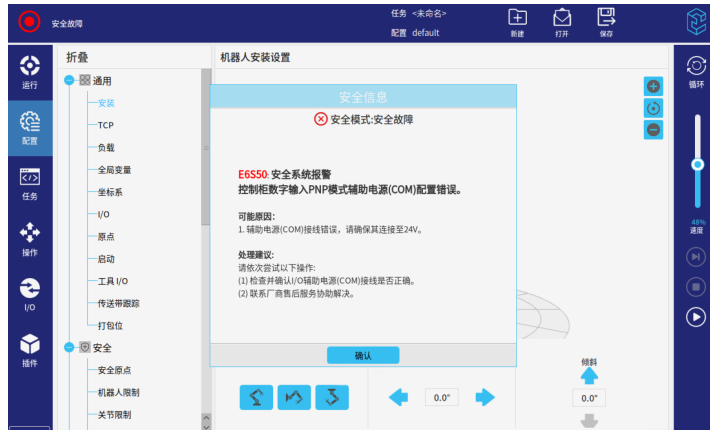 安全故障
任务 <未命名>
配置 default
新建
打开
保存
运行
配置
任务
操作
I/O
插件
折叠
通用
安装
TCP
负载
全局变量
坐标系
I/O
原点
启动
工具 I/O
传送带跟踪
打包位
安全
安全原点
机器人限制
关节限制
机器人安装设置
安全信息
安全模式:安全故障
E6S50: 安全系统报警
控制柜数字输入PNP模式辅助电源(COM)配置错误。
可能原因:
1. 辅助电源(COM)接线错误，请确保其连接至24V。
处理建议:
请依次尝试以下操作:
(1) 检查并确认I/O辅助电源(COM)接线是否正确。
(2) 联系厂商售后服务协助解决。
确认
0.0°
倾斜
0.0°
循环
48%
速度